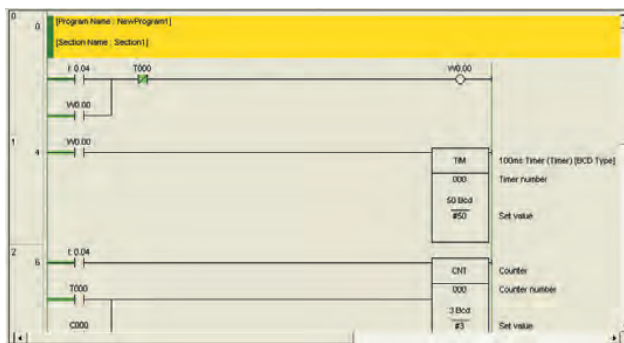 0
0
[Program Name : NewProgram1]
[Section Name : Section1]
I: 0.04
T000
W0.00
W0.00
1
4
W0.00
TIM
100ms Timer (Timer) [BCD Type]
000
Timer number
50 Bcd
#50
Set value
2
6
I: 0.04
CNT
Counter
T000
000
Counter number
C000
3 Bcd
#3
Set value